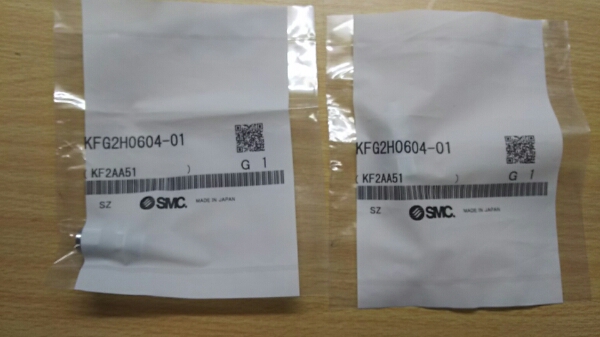 KFG2H0604-01
(KF2AA51 ) G 1
SZ SMC. MADE IN JAPAN
KFG2H0604-01
(KF2AA51 ) G 1
SZ SMC. MADE IN JAPAN